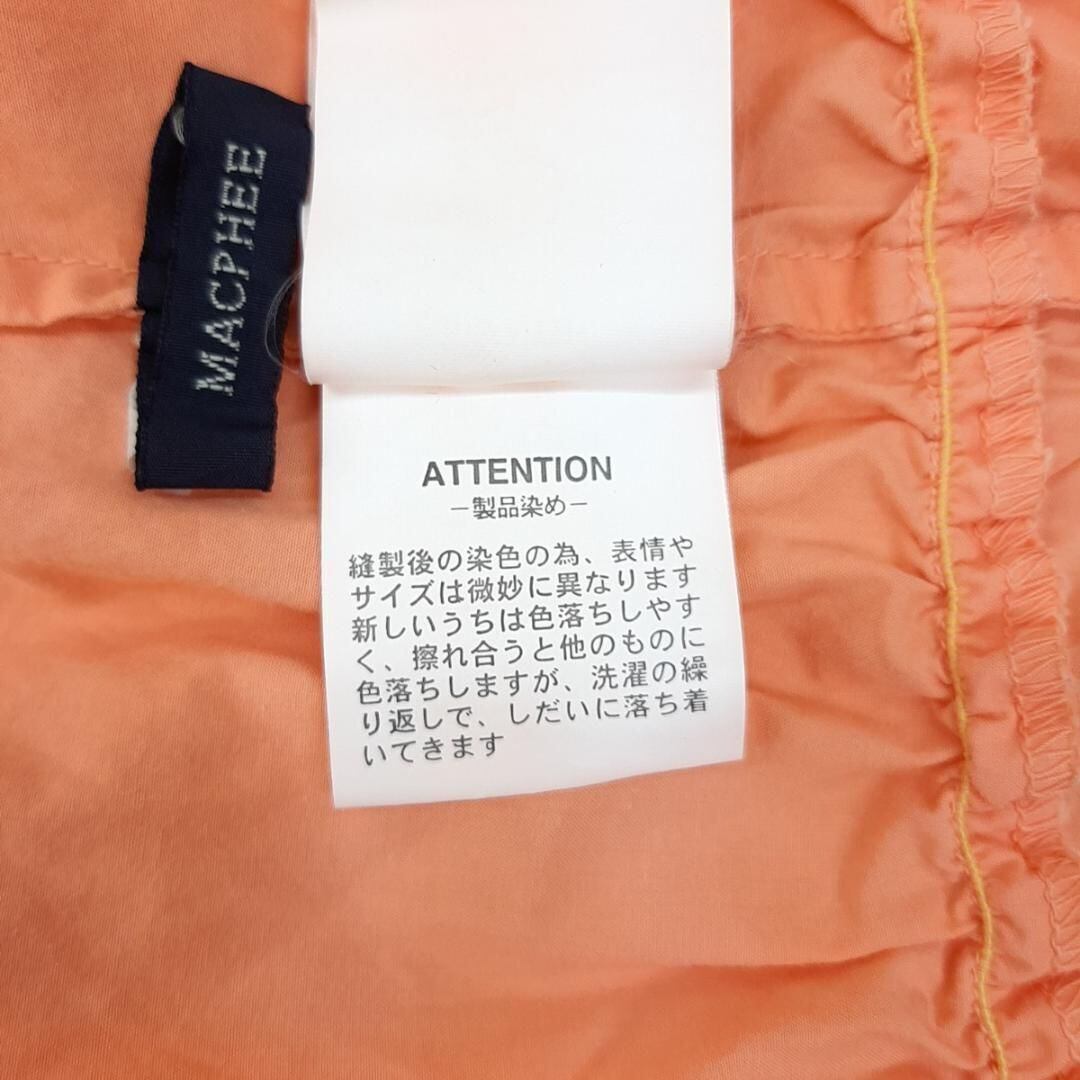 MACPHEE
ATTENTION
−製品染め−
縫製後の染色の為、表情や
サイズは微妙に異なります
新しいうちは色落ちしやす
く、擦れ合うと他のものに
色落ちしますが、洗濯の繰
り返しで、しだいに落ち着
いてきます